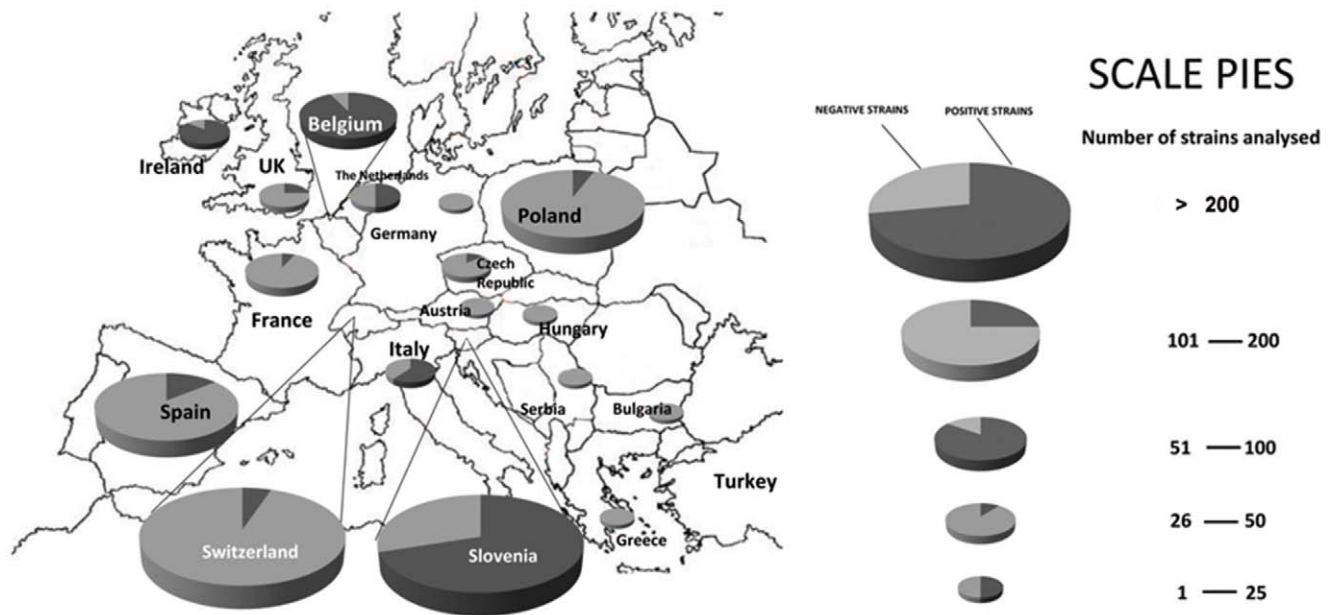 SCALE PIES
NEGATIVE STRAINS
POSITIVE STRAINS
Number of strains analysed
> 200
101 — 200
51 — 100
26 — 50
1 — 25
Belgium
Ireland
UK
The Netherlands
Poland
Germany
Czech
Republic
France
Austria
Hungary
Italy
Spain
Serbia
Bulgaria
Turkey
Switzerland
Slovenia
Greece